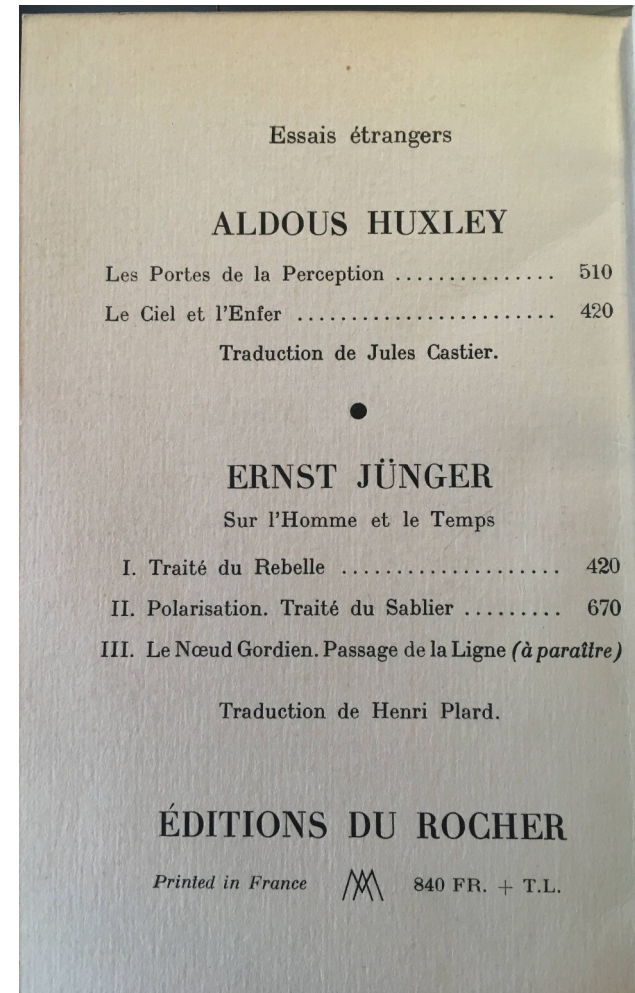 Essais étrangers
ALDOUS HUXLEY
Les Portes de la Perception ............... 510
Le Ciel et l'Enfer ........................ 420
Traduction de Jules Castier.
●
ERNST JÜNGER
Sur l'Homme et le Temps
I. Traité du Rebelle .................... 420
II. Polarisation. Traité du Sablier ......... 670
III. Le Nœud Gordien. Passage de la Ligne (à paraître)
Traduction de Henri Plard.
ÉDITIONS DU ROCHER
Printed in France 840 FR. + T.L.